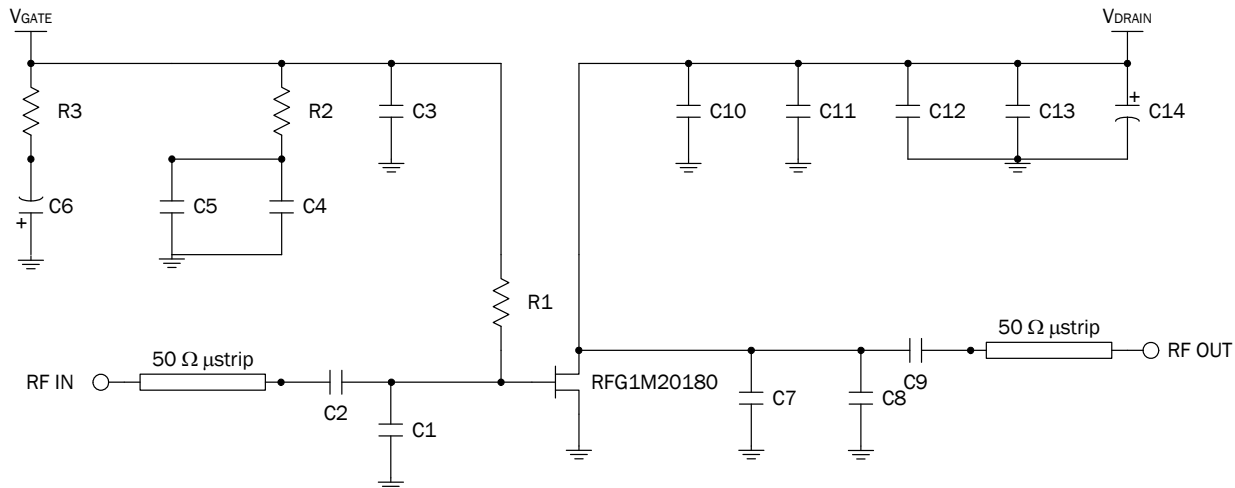 VGATE
VDRAIN
R3
R2
C3
C10
C11
C12
C13
+
C14
C6
+
C5
C4
R1
50 Ω μstrip
RF IN
C2
C1
RFG1M20180
C7
C8
C9
50 Ω μstrip
RF OUT